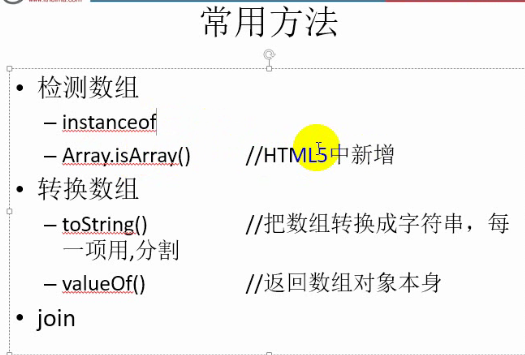 常用方法
• 检测数组
– instanceof
– Array.isArray() //HTML5中新增
• 转换数组
– toString() //把数组转换成字符串，每
一项用,分割
– valueOf() //返回数组对象本身
• join